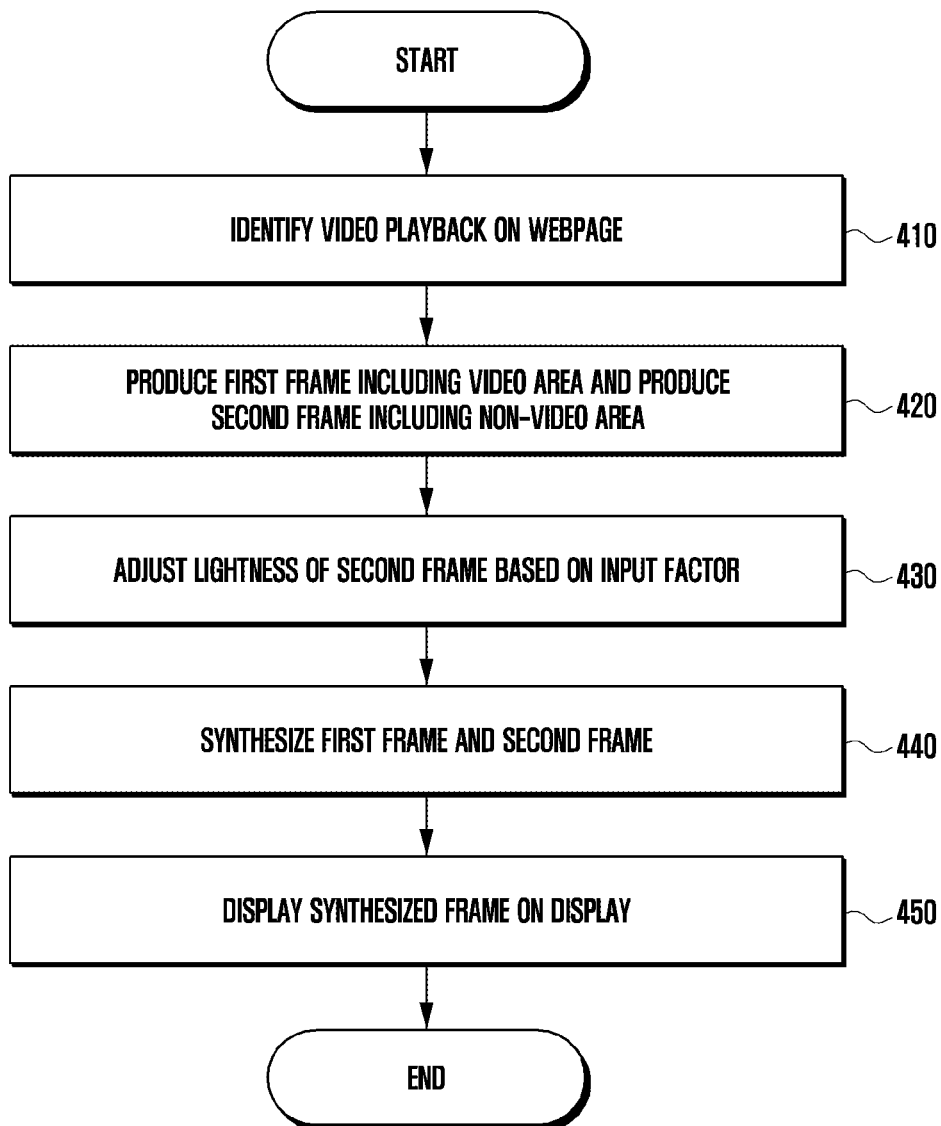 START
IDENTIFY VIDEO PLAYBACK ON WEBPAGE
410
PRODUCE FIRST FRAME INCLUDING VIDEO AREA AND PRODUCE
SECOND FRAME INCLUDING NON-VIDEO AREA
420
ADJUST LIGHTNESS OF SECOND FRAME BASED ON INPUT FACTOR
430
SYNTHESIZE FIRST FRAME AND SECOND FRAME
440
DISPLAY SYNTHESIZED FRAME ON DISPLAY
450
END